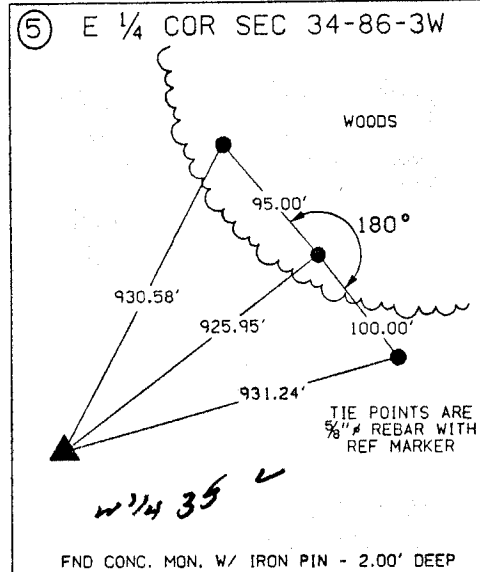 ⑤ E ¼ COR SEC 34-86-3W
WOODS
95.00'
180°
930.58'
925.95'
100.00'
931.24'
TIE POINTS ARE
⅝"ø REBAR WITH
REF MARKER
W 1/4 35 ✓
FND CONC. MON. W/ IRON PIN - 2.00' DEEP